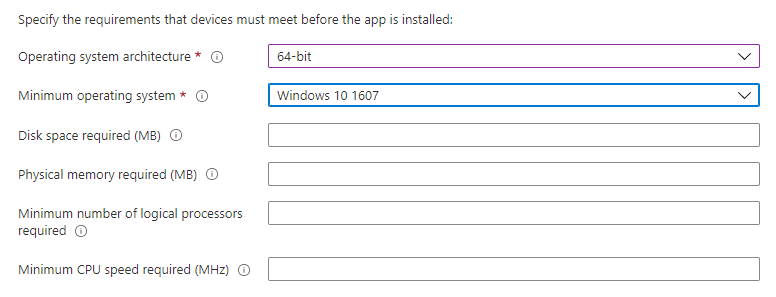 Specify the requirements that devices must meet before the app is installed:
Operating system architecture * 64-bit
Minimum operating system * Windows 10 1607
Disk space required (MB)
Physical memory required (MB)
Minimum number of logical processors
required
Minimum CPU speed required (MHz)